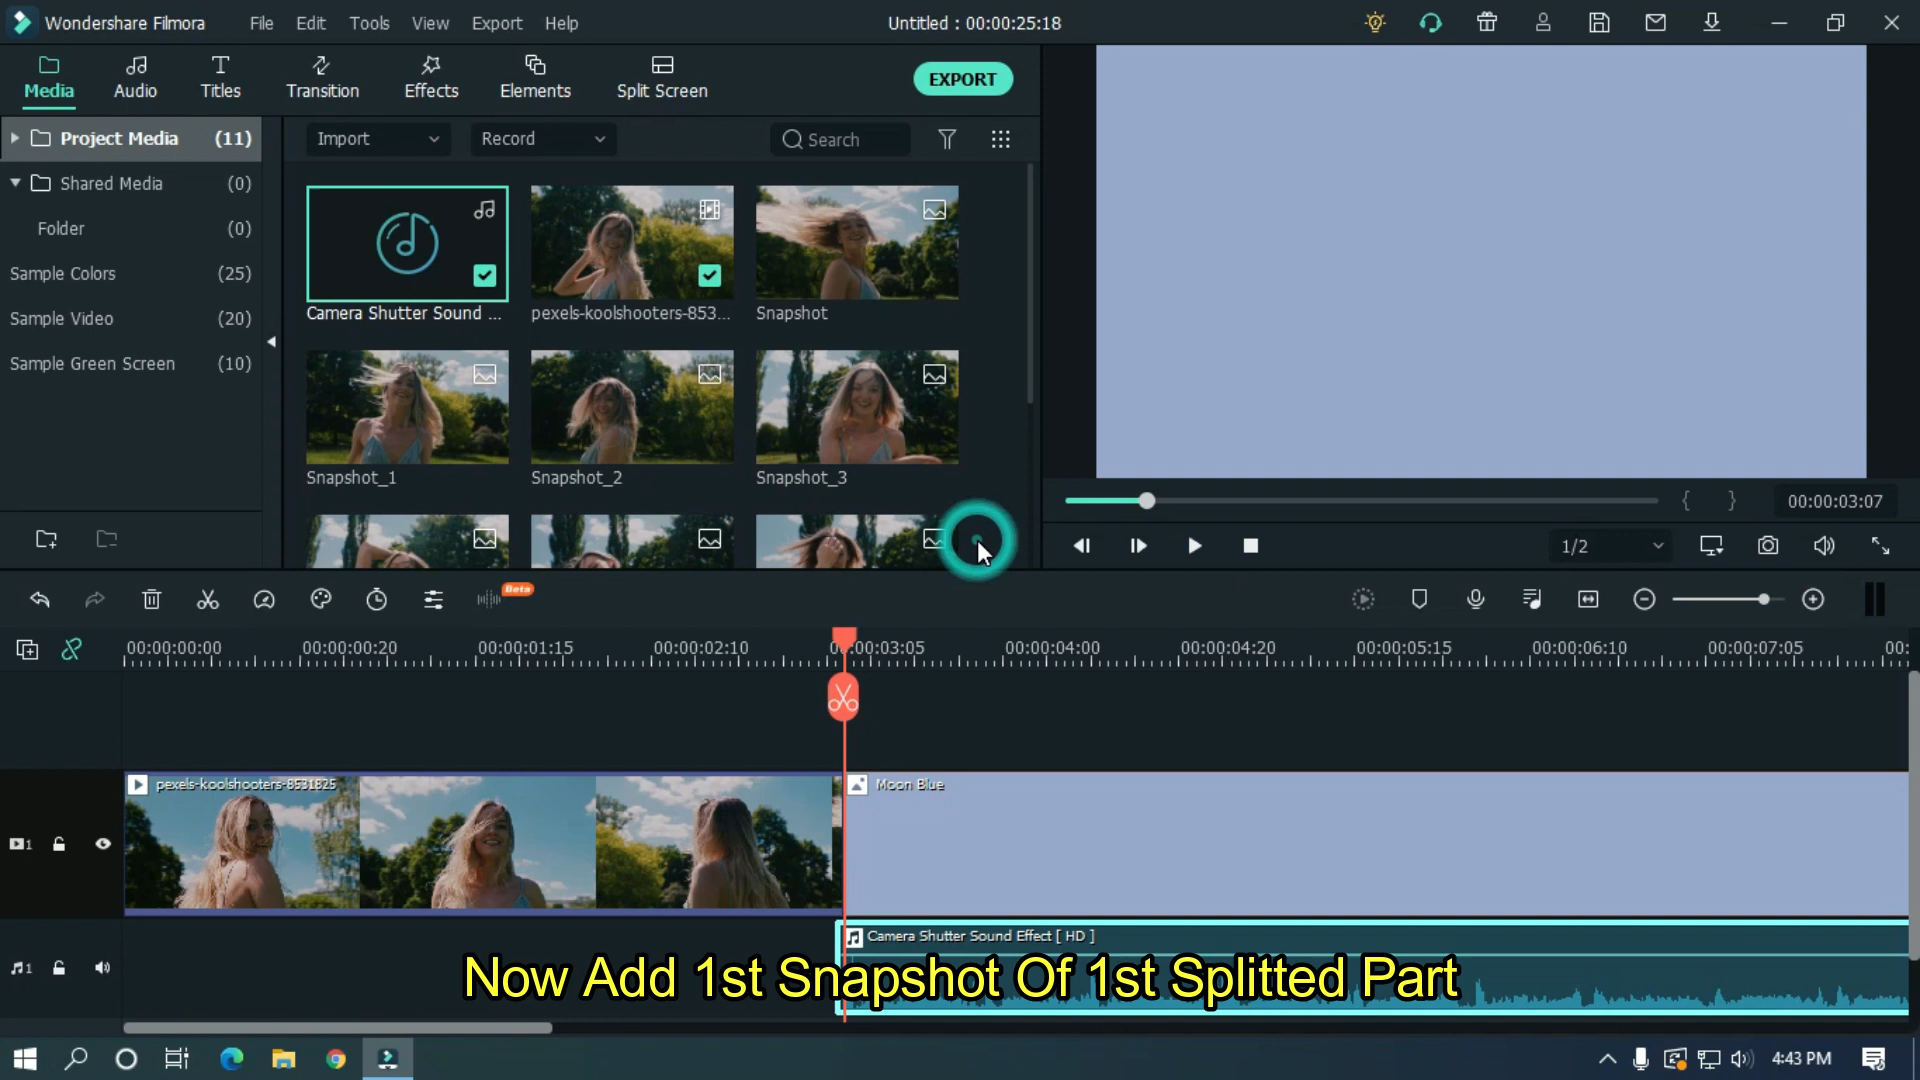 Wondershare Filmora File Edit Tools View Export Help Untitled : 00:00:25:18
Media Audio Titles Transition Effects Elements Split Screen EXPORT
Project Media (11) Import Record Search
Shared Media (0)
Folder (0)
Sample Colors (25)
Sample Video (20)
Sample Green Screen (10)
Camera Shutter Sound ... pexels-koolshooters-853... Snapshot
Snapshot_1 Snapshot_2 Snapshot_3
{ } 00:00:03:07
1/2
Beta
00:00:00:00 00:00:00:20 00:00:01:15 00:00:02:10 00:00:03:05 00:00:04:00 00:00:04:20 00:00:05:15 00:00:06:10 00:00:07:05 00:
pexels-koolshooters-8531825 Moon Blue
1
Camera Shutter Sound Effect [ HD ]
1
Now Add 1st Snapshot Of 1st Splitted Part
4:43 PM